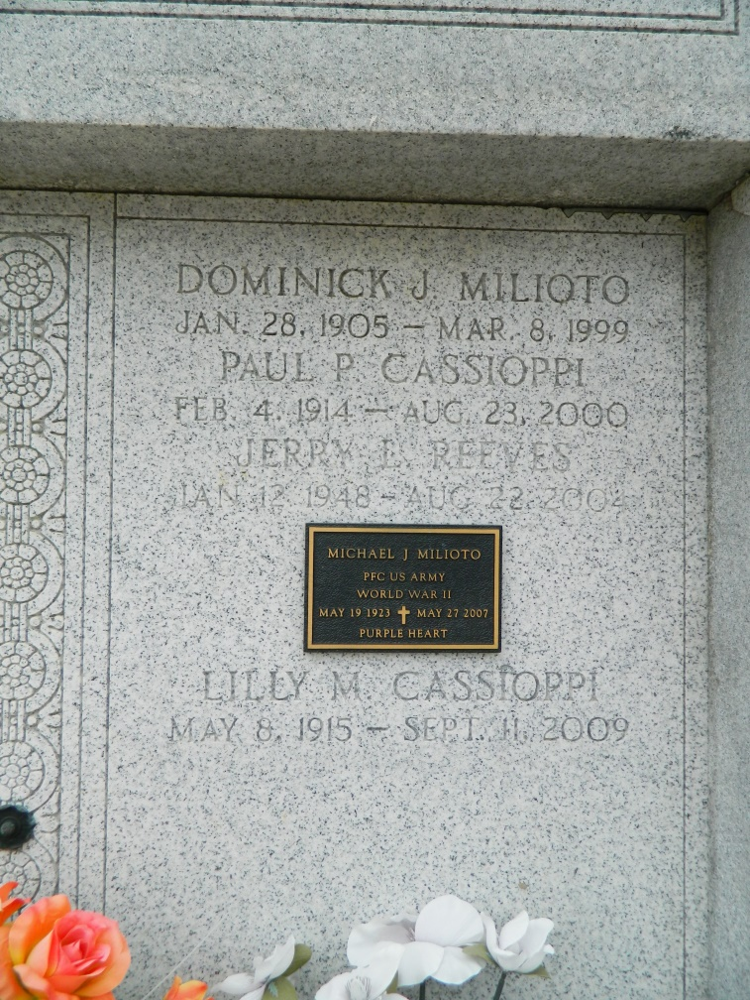 DOMINICK J. MILIOTO
JAN. 28, 1905 — MAR. 8, 1999
PAUL P. CASSIOPPI
FEB. 4, 1914 — AUG. 23, 2000
JERRY E. REEVES
JAN. 12, 1948 — AUG. 22, 2002
MICHAEL J MILIOTO
PFC US ARMY
WORLD WAR II
MAY 19 1923 ✝ MAY 27 2007
PURPLE HEART
LILLY M. CASSIOPPI
MAY 8, 1915 — SEPT. 11, 2009